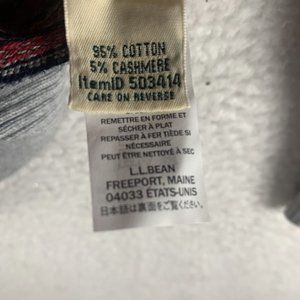 95% COTTON
5% CASHMERE
ItemID 503414
CARE ON REVERSE
REMETTRE EN FORME ET
SÉCHER À PLAT
REPASSER À FER TIÈDE SI
NÉCESSAIRE
PEUT ÊTRE NETTOYÉ À SEC
L.L.BEAN
FREEPORT, MAINE
04033 ÉTATS-UNIS
日本語は裏面をご覧ください。